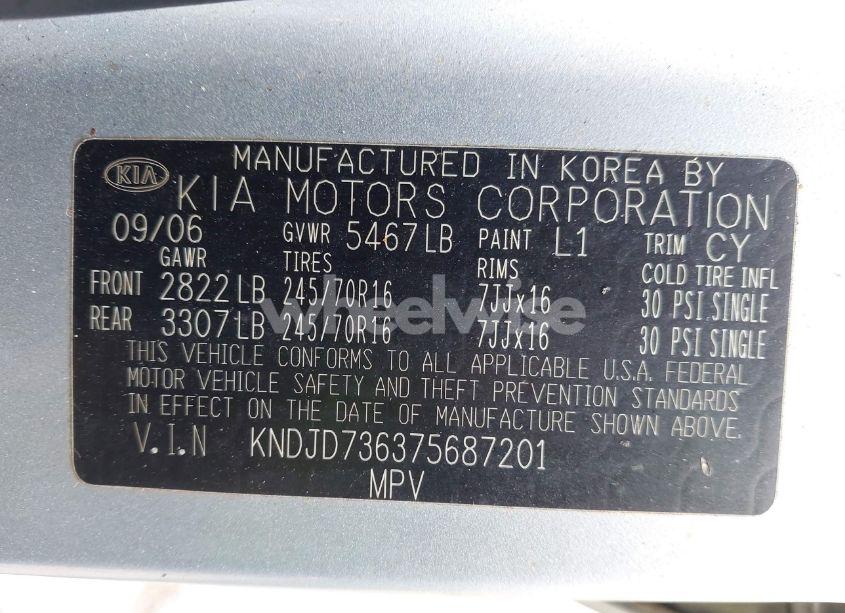 MANUFACTURED IN KOREA BY
KIA KIA MOTORS CORPORATION
09/06 GVWR 5467LB PAINT L1 TRIM CY
GAWR TIRES RIMS COLD TIRE INFL
FRONT 2822LB 245/70R16 7JJx16 30 PSI SINGLE
REAR 3307LB 245/70R16 7JJx16 30 PSI SINGLE
wheelwise
THIS VEHICLE CONFORMS TO ALL APPLICABLE U.S.A. FEDERAL
MOTOR VEHICLE SAFETY AND THEFT PREVENTION STANDARDS
IN EFFECT ON THE DATE OF MANUFACTURE SHOWN ABOVE.
V.I.N KNDJD736375687201
MPV